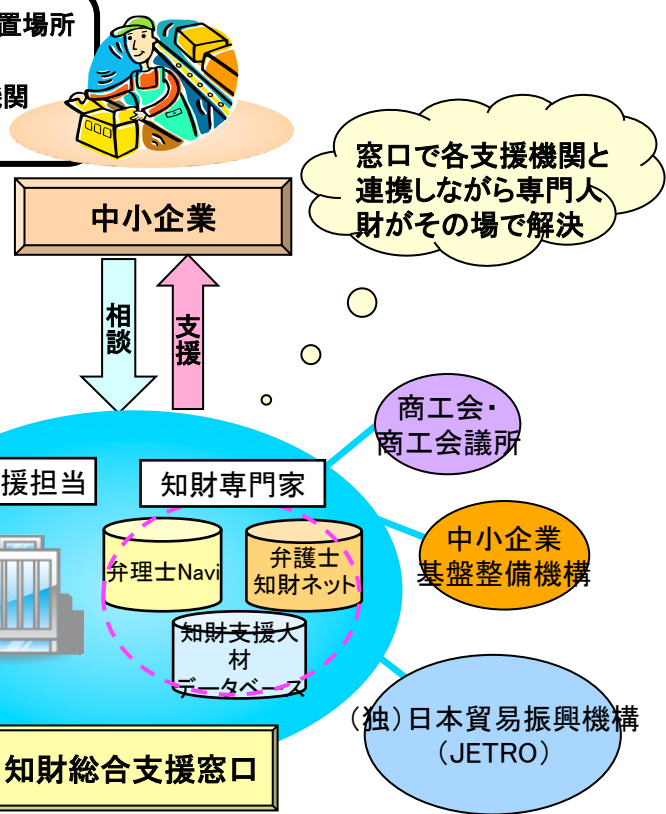 置場所
機関
窓口で各支援機関と
連携しながら専門人
財がその場で解決
中小企業
相談
支援
商工会・
商工会議所
援担当
知財専門家
中小企業
基盤整備機構
弁理士Navi
弁護士
知財ネット
知財支援人
材
データベース
（独）日本貿易振興機構
（JETRO）
知財総合支援窓口